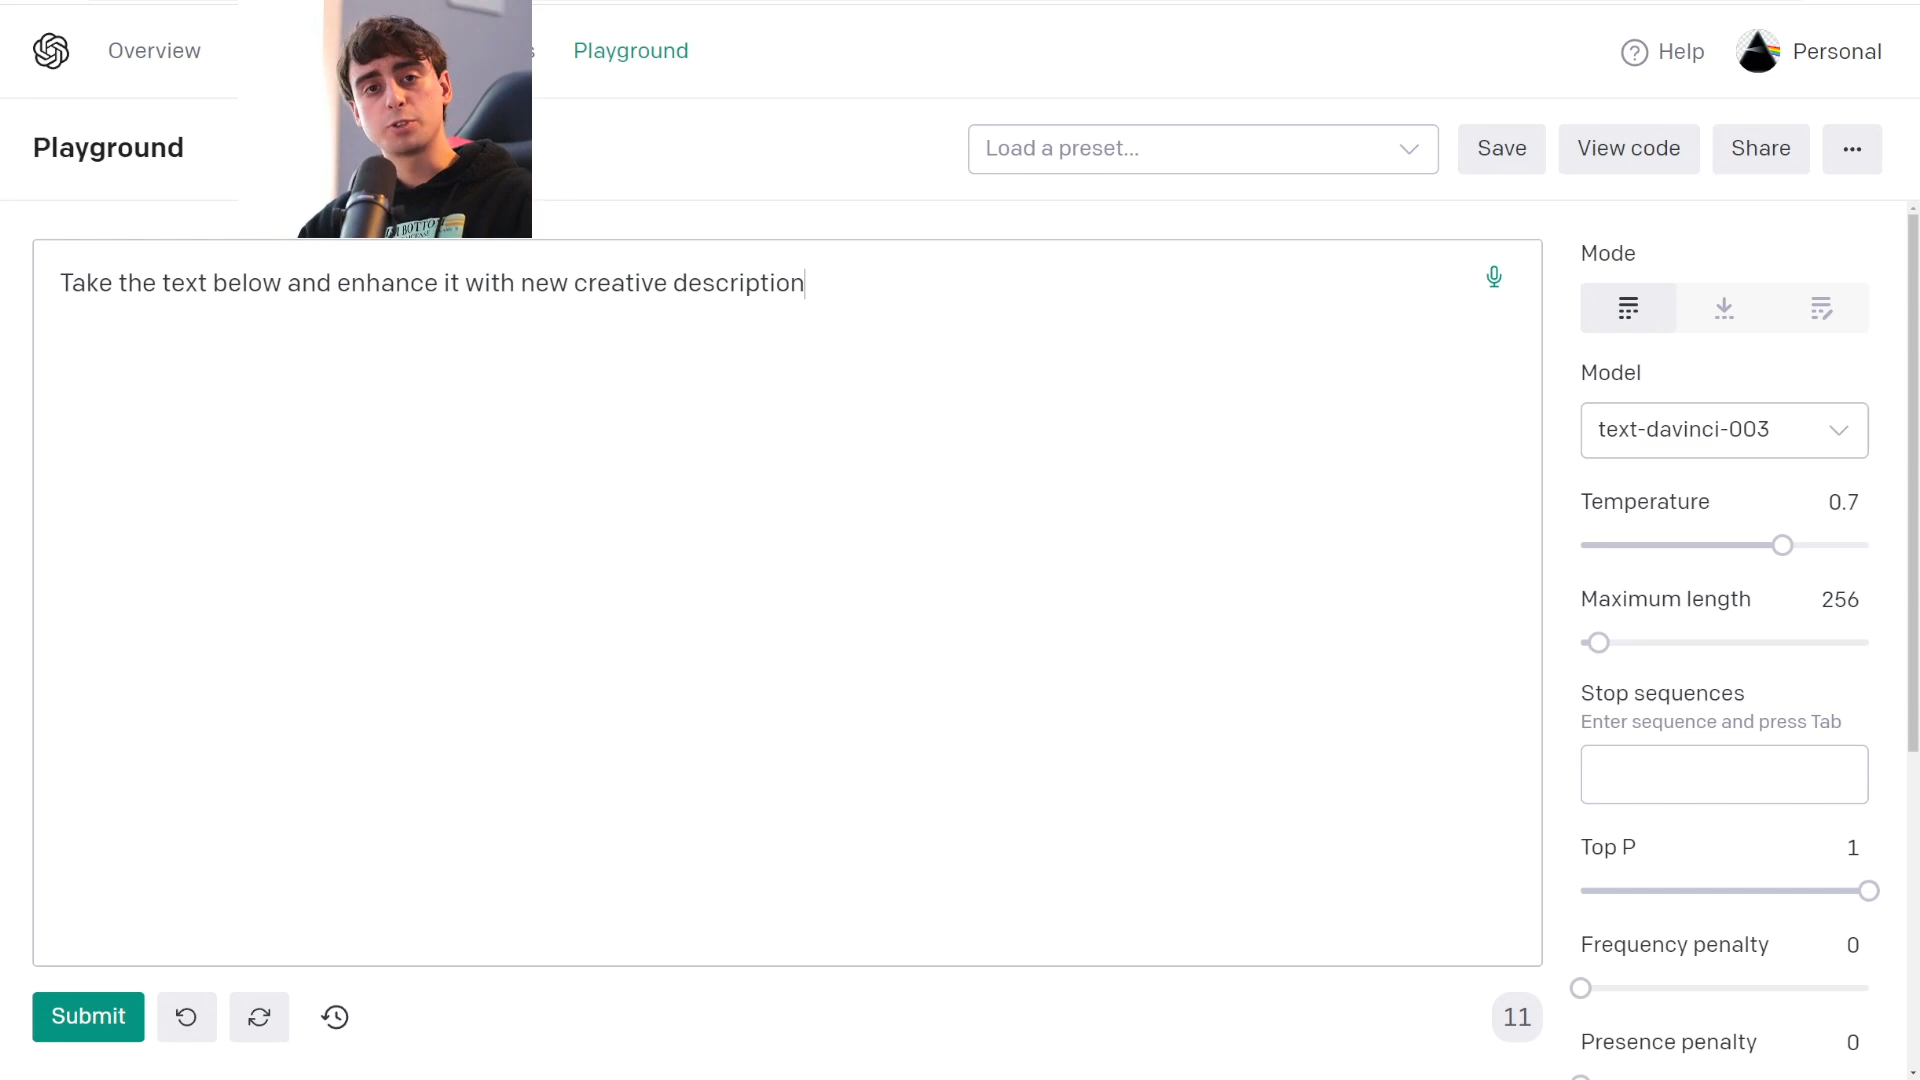 Overview
Playground
Help
Personal
Playground
Load a preset...
Save
View code
Share
Take the text below and enhance it with new creative description
Mode
Model
text-davinci-003
Temperature 0.7
Maximum length 256
Stop sequences
Enter sequence and press Tab
Top P 1
Frequency penalty 0
Presence penalty 0
Submit
11